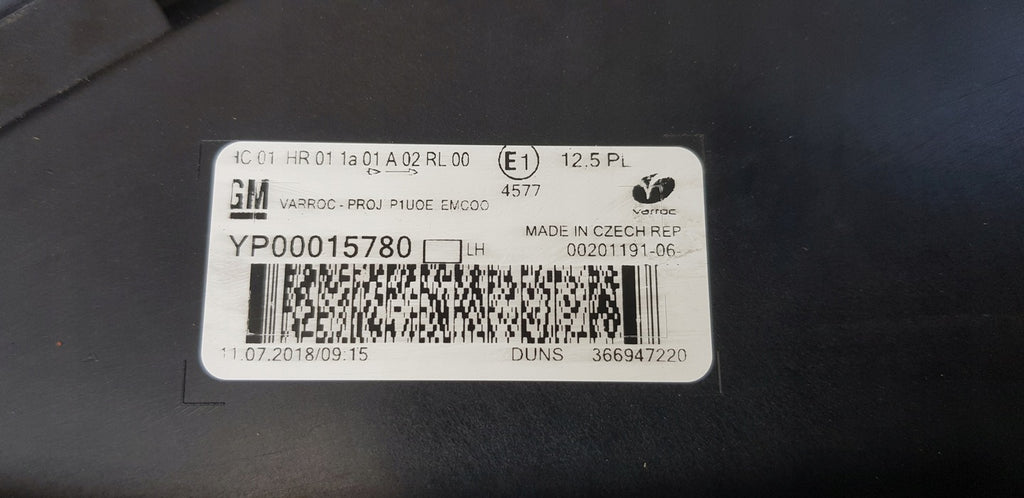 HC 01 HR 01 1a 01 A 02 RL 00 E1 12.5 PL
4577
GM VARROC - PROJ P1UOE EMC00 varroc
MADE IN CZECH REP
YP00015780 LH 00201191-06
11.07.2018/09:15 DUNS 366947220